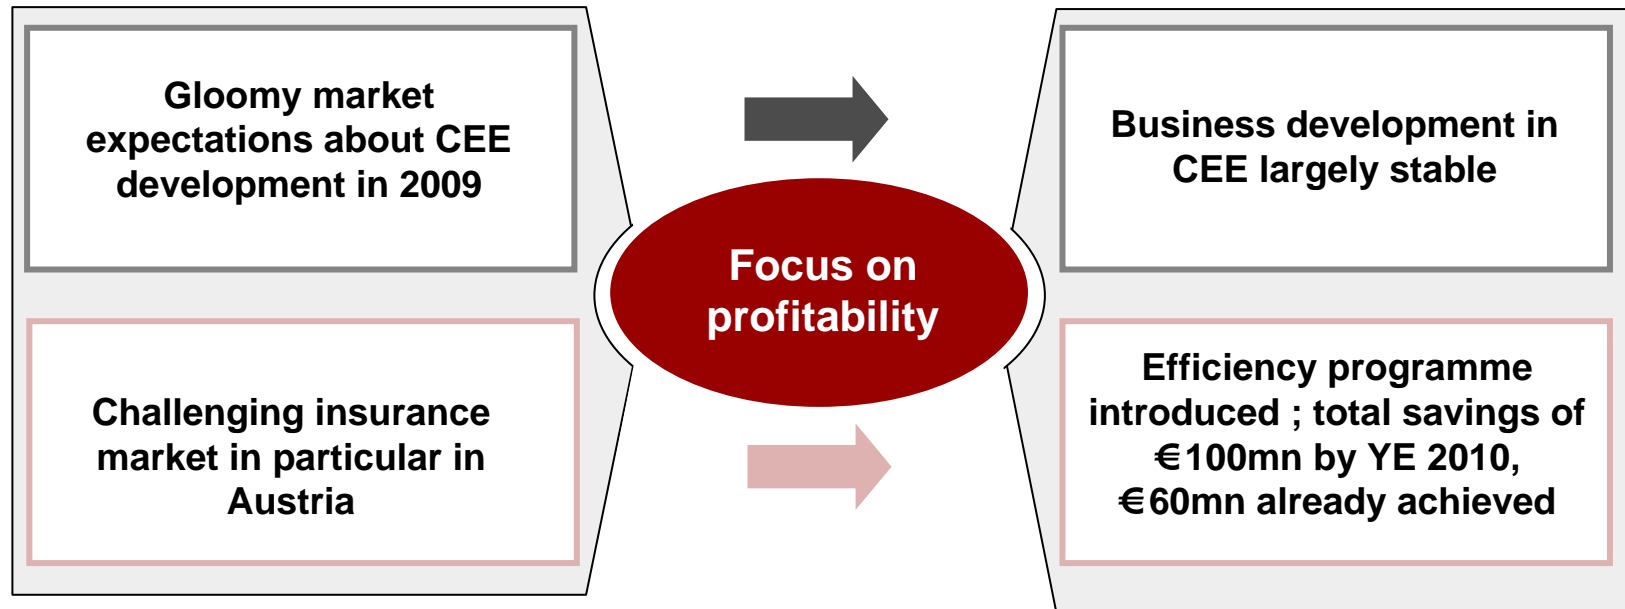 Gloomy market
expectations about CEE
development in 2009
Challenging insurance
market in particular in
Austria
Focus on
profitability
Business development in
CEE largely stable
Efficiency programme
introduced ; total savings of
€100mn by YE 2010,
€60mn already achieved